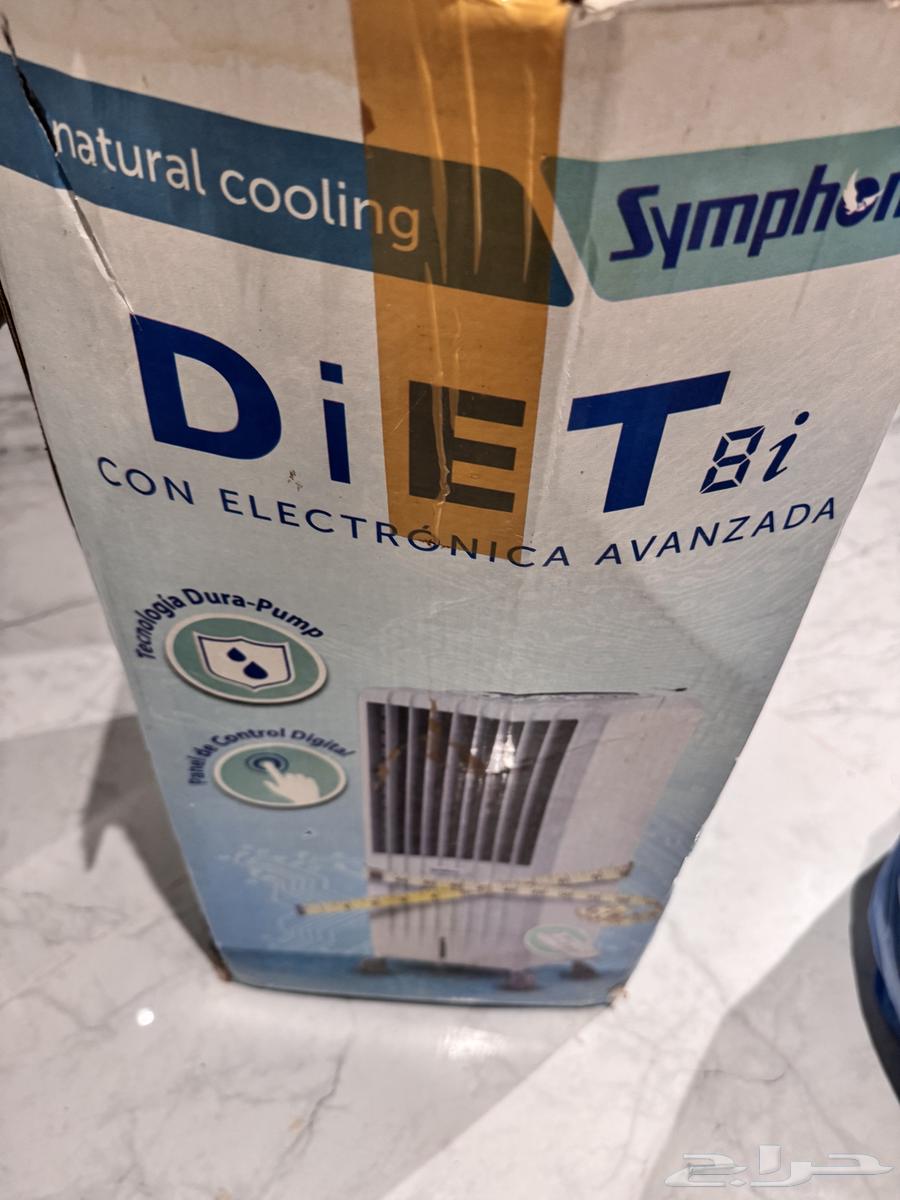 natural cooling
Symphon
DiET 8i
CON ELECTRÓNICA AVANZADA
Tecnología Dura-Pump
Panel de Control Digital
حراج